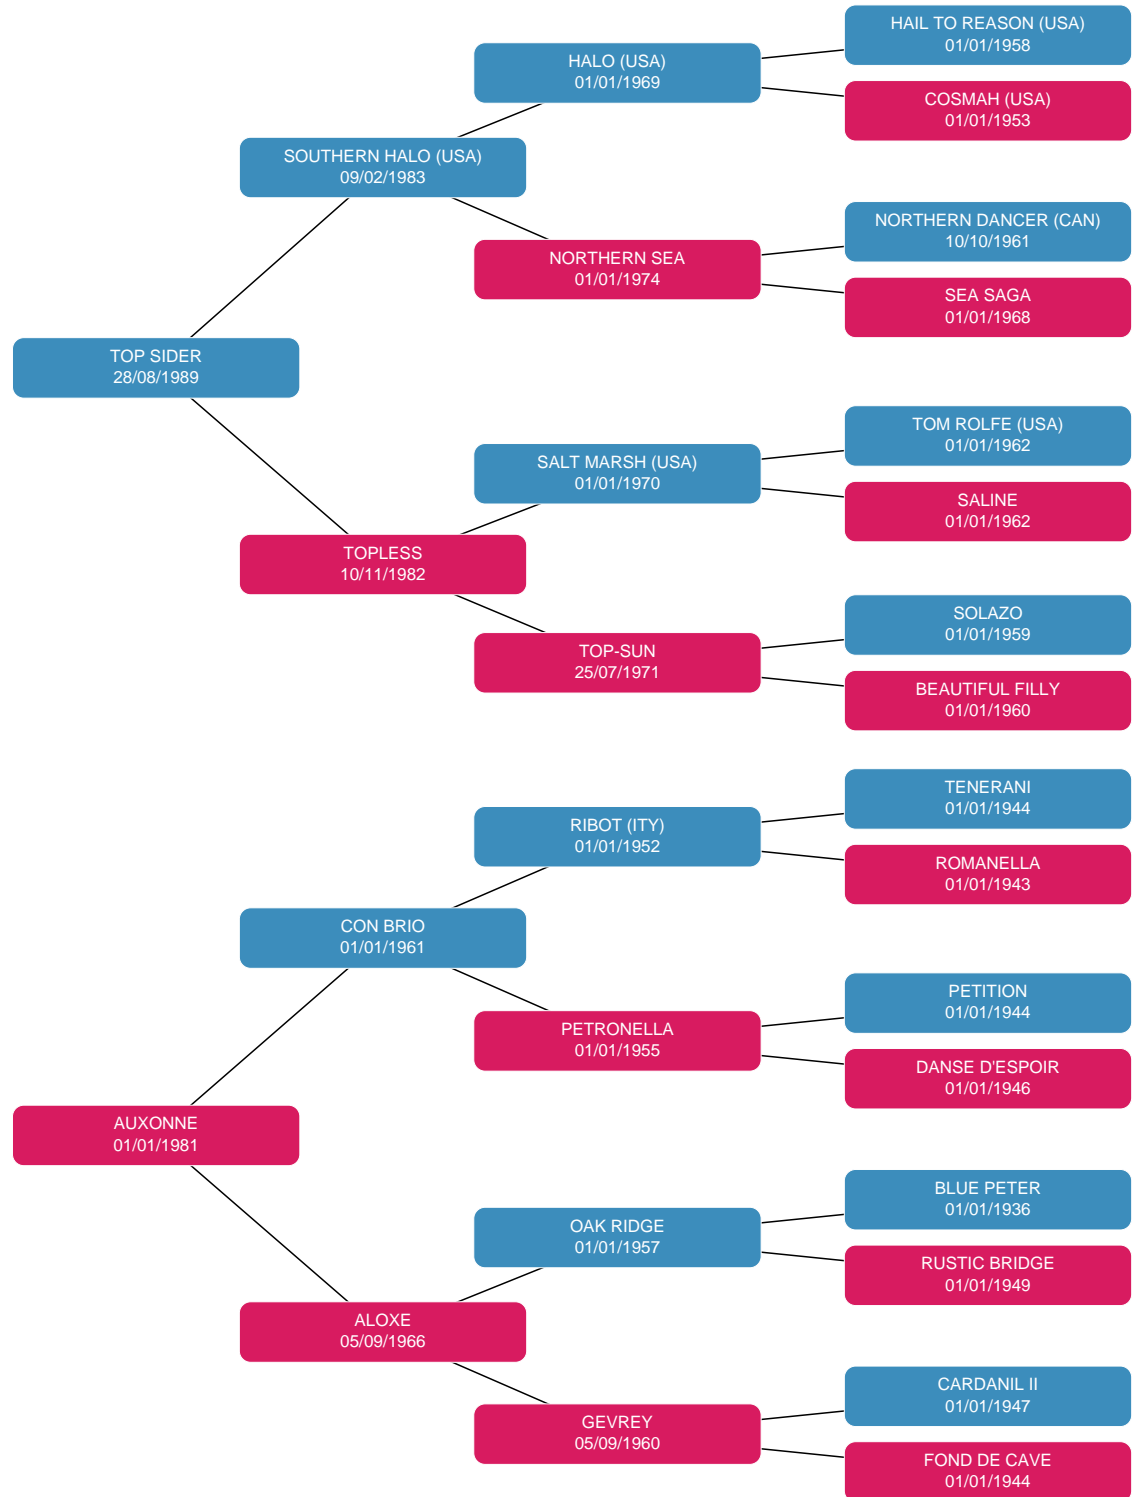 HAIL TO REASON (USA)
01/01/1958
HALO (USA)
01/01/1969
COSMAH (USA)
01/01/1953
SOUTHERN HALO (USA)
09/02/1983
NORTHERN DANCER (CAN)
10/10/1961
NORTHERN SEA
01/01/1974
SEA SAGA
01/01/1968
TOP SIDER
28/08/1989
TOM ROLFE (USA)
01/01/1962
SALT MARSH (USA)
01/01/1970
SALINE
01/01/1962
TOPLESS
10/11/1982
SOLAZO
01/01/1959
TOP-SUN
25/07/1971
BEAUTIFUL FILLY
01/01/1960
TENERANI
01/01/1944
RIBOT (ITY)
01/01/1952
ROMANELLA
01/01/1943
CON BRIO
01/01/1961
PETITION
01/01/1944
PETRONELLA
01/01/1955
DANSE D'ESPOIR
01/01/1946
AUXONNE
01/01/1981
BLUE PETER
01/01/1936
OAK RIDGE
01/01/1957
RUSTIC BRIDGE
01/01/1949
ALOXE
05/09/1966
CARDANIL II
01/01/1947
GEVREY
05/09/1960
FOND DE CAVE
01/01/1944